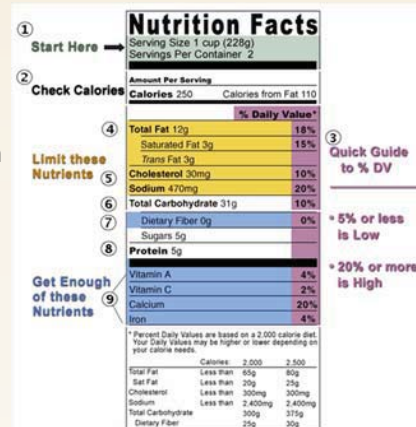 Nutrition Facts
① Start Here
Serving Size 1 cup (228g)
Servings Per Container 2
② Check Calories
Amount Per Serving
Calories 250 Calories from Fat 110
% Daily Value*
④ Total Fat 12g 18%
Saturated Fat 3g 15%
Trans Fat 3g
③ Quick Guide
to % DV
Limit these
Nutrients
⑤ Cholesterol 30mg 10%
Sodium 470mg 20%
⑥ Total Carbohydrate 31g 10%
⑦ Dietary Fiber 0g 0%
Sugars 5g
⑧ Protein 5g
• 5% or less
is Low
• 20% or more
is High
Get Enough
of these
Nutrients
⑨ Vitamin A 4%
Vitamin C 2%
Calcium 20%
Iron 4%
* Percent Daily Values are based on a 2,000 calorie diet.
Your Daily Values may be higher or lower depending on
your calorie needs.
Calories: 2,000 2,500
Total Fat Less than 65g 80g
Sat Fat Less than 20g 25g
Cholesterol Less than 300mg 300mg
Sodium Less than 2,400mg 2,400mg
Total Carbohydrate 300g 375g
Dietary Fiber 25g 30g